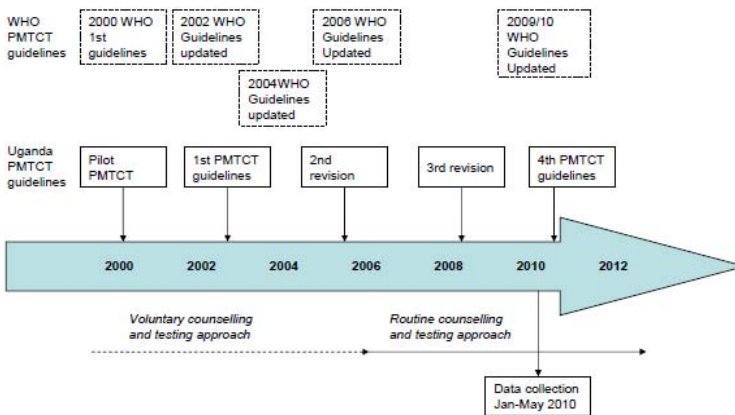 WHO
PMTCT
guidelines
2000 WHO
1st
guidelines
2002 WHO
Guidelines
updated
2004WHO
Guidelines
updated
2006 WHO
Guidelines
Updated
2009/10
WHO
Guidelines
Updated
Uganda
PMTCT
guidelines
Pilot
PMTCT
1st PMTCT
guidelines
2nd
revision
3rd revision
4th PMTCT
guidelines
2000 2002 2004 2006 2008 2010 2012
Voluntary counselling
and testing approach
Routine counselling
and testing approach
Data collection
Jan-May 2010